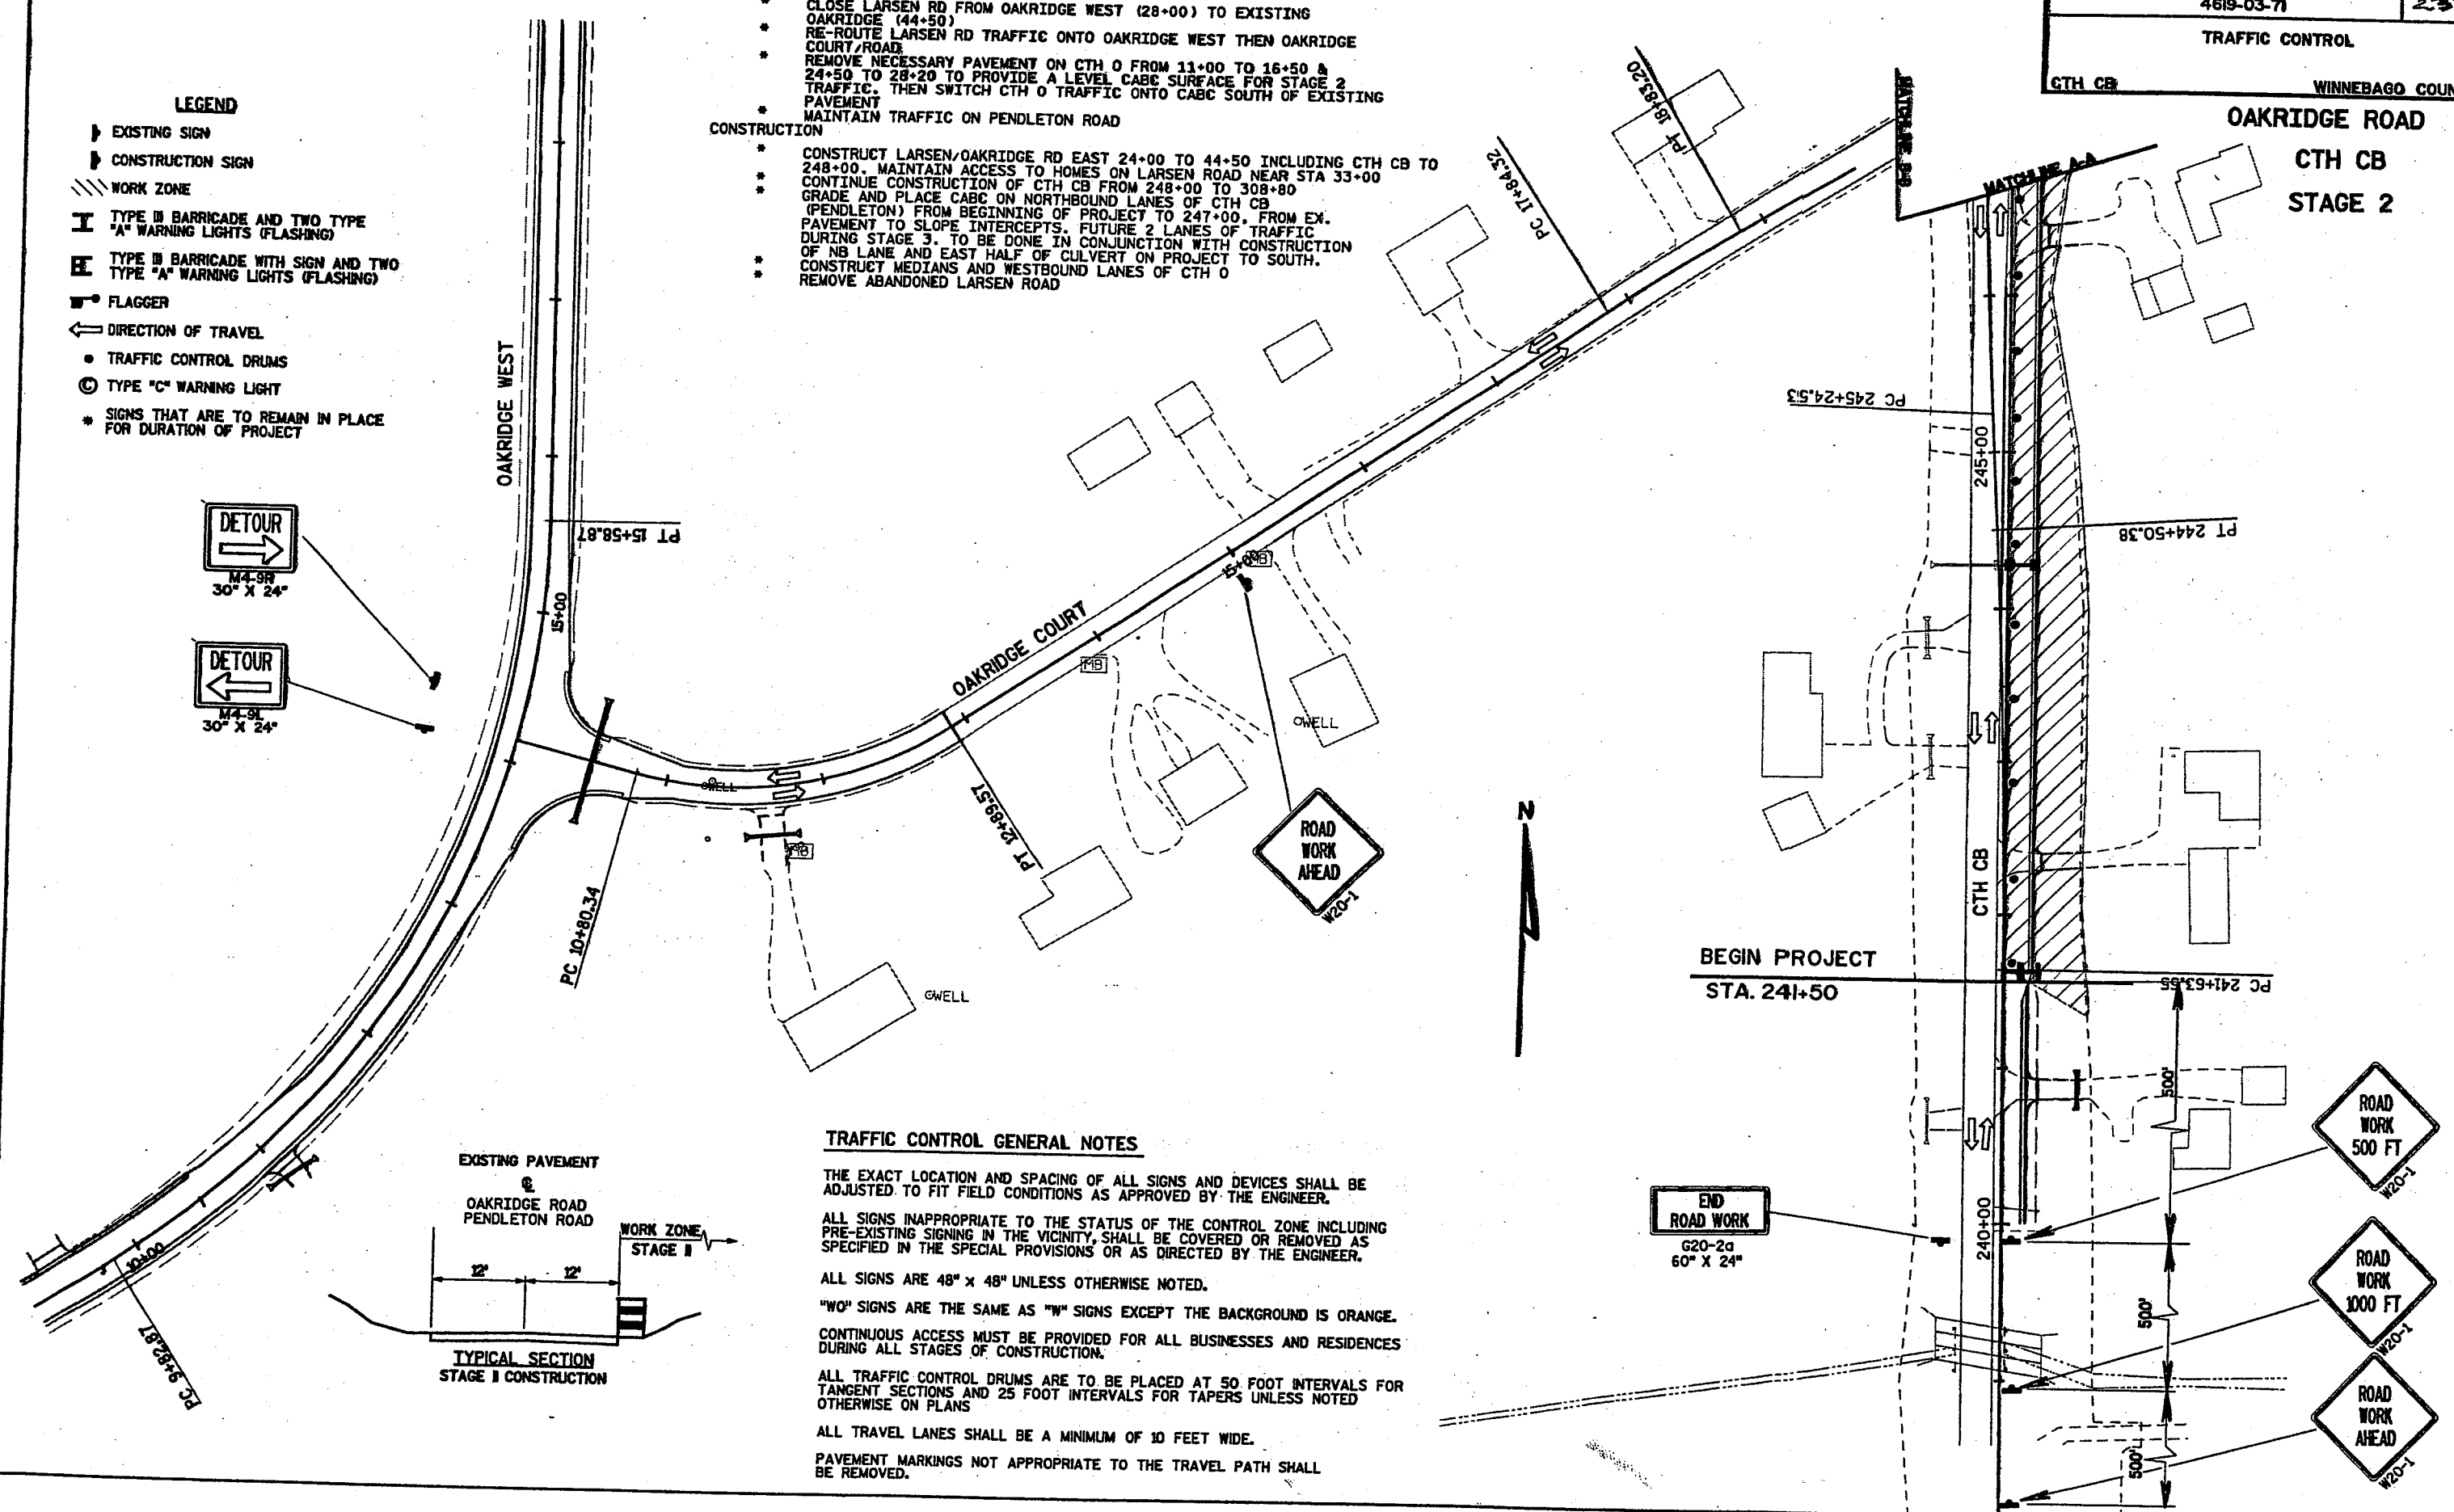 CLOSE LARSEN RD FROM OAKRIDGE WEST (28+00) TO EXISTING
OAKRIDGE (44+50)
* RE-ROUTE LARSEN RD TRAFFIC ONTO OAKRIDGE WEST THEN OAKRIDGE
COURT/ROAD.
* REMOVE NECESSARY PAVEMENT ON CTH O FROM 11+00 TO 16+50 &
24+50 TO 28+20 TO PROVIDE A LEVEL CABC SURFACE FOR STAGE 2
TRAFFIC. THEN SWITCH CTH O TRAFFIC ONTO CABC SOUTH OF EXISTING
PAVEMENT
* MAINTAIN TRAFFIC ON PENDLETON ROAD
CONSTRUCTION
* CONSTRUCT LARSEN/OAKRIDGE RD EAST 24+00 TO 44+50 INCLUDING CTH CB TO
248+00. MAINTAIN ACCESS TO HOMES ON LARSEN ROAD NEAR STA 33+00
* CONTINUE CONSTRUCTION OF CTH CB FROM 248+00 TO 308+80
* GRADE AND PLACE CABC ON NORTHBOUND LANES OF CTH CB
(PENDLETON) FROM BEGINNING OF PROJECT TO 247+00. FROM EX.
PAVEMENT TO SLOPE INTERCEPTS. FUTURE 2 LANES OF TRAFFIC
DURING STAGE 3. TO BE DONE IN CONJUNCTION WITH CONSTRUCTION
OF NB LANE AND EAST HALF OF CULVERT ON PROJECT TO SOUTH.
* CONSTRUCT MEDIANS AND WESTBOUND LANES OF CTH O
* REMOVE ABANDONED LARSEN ROAD
4619-03-71
TRAFFIC CONTROL
CTH CB
WINNEBAGO COUN
OAKRIDGE ROAD
CTH CB
STAGE 2
LEGEND
EXISTING SIGN
CONSTRUCTION SIGN
WORK ZONE
TYPE III BARRICADE AND TWO TYPE
"A" WARNING LIGHTS (FLASHING)
TYPE III BARRICADE WITH SIGN AND TWO
TYPE "A" WARNING LIGHTS (FLASHING)
FLAGGER
DIRECTION OF TRAVEL
TRAFFIC CONTROL DRUMS
© TYPE "C" WARNING LIGHT
* SIGNS THAT ARE TO REMAIN IN PLACE
FOR DURATION OF PROJECT
DETOUR
M4-9R
30" X 24"
DETOUR
M4-9L
30" X 24"
OAKRIDGE WEST
PT 15+58.87
15+00
PC 10+80.34
WELL
MB
PT 12+89.57
OAKRIDGE COURT
MB
15+00
MB
WELL
WELL
ROAD
WORK
AHEAD
W20-1
PC 17+84.32
PT 18+83.20
10+00
PC 9+82.87
N
MATCHLINE B-B
MATCHLINE A-A
PC 245+24.53
245+00
PT 244+50.38
CTH CB
BEGIN PROJECT
STA. 241+50
PC 241+63.55
500'
240+00
500'
500'
END
ROAD WORK
G20-2a
60" X 24"
ROAD
WORK
500 FT
W20-1
ROAD
WORK
1000 FT
W20-1
ROAD
WORK
AHEAD
W20-1
EXISTING PAVEMENT
℄
OAKRIDGE ROAD
PENDLETON ROAD
WORK ZONE
STAGE II
12'
12'
TYPICAL SECTION
STAGE II CONSTRUCTION
TRAFFIC CONTROL GENERAL NOTES
THE EXACT LOCATION AND SPACING OF ALL SIGNS AND DEVICES SHALL BE
ADJUSTED TO FIT FIELD CONDITIONS AS APPROVED BY THE ENGINEER.
ALL SIGNS INAPPROPRIATE TO THE STATUS OF THE CONTROL ZONE INCLUDING
PRE-EXISTING SIGNING IN THE VICINITY, SHALL BE COVERED OR REMOVED AS
SPECIFIED IN THE SPECIAL PROVISIONS OR AS DIRECTED BY THE ENGINEER.
ALL SIGNS ARE 48" X 48" UNLESS OTHERWISE NOTED.
"WO" SIGNS ARE THE SAME AS "W" SIGNS EXCEPT THE BACKGROUND IS ORANGE.
CONTINUOUS ACCESS MUST BE PROVIDED FOR ALL BUSINESSES AND RESIDENCES
DURING ALL STAGES OF CONSTRUCTION.
ALL TRAFFIC CONTROL DRUMS ARE TO BE PLACED AT 50 FOOT INTERVALS FOR
TANGENT SECTIONS AND 25 FOOT INTERVALS FOR TAPERS UNLESS NOTED
OTHERWISE ON PLANS
ALL TRAVEL LANES SHALL BE A MINIMUM OF 10 FEET WIDE.
PAVEMENT MARKINGS NOT APPROPRIATE TO THE TRAVEL PATH SHALL
BE REMOVED.